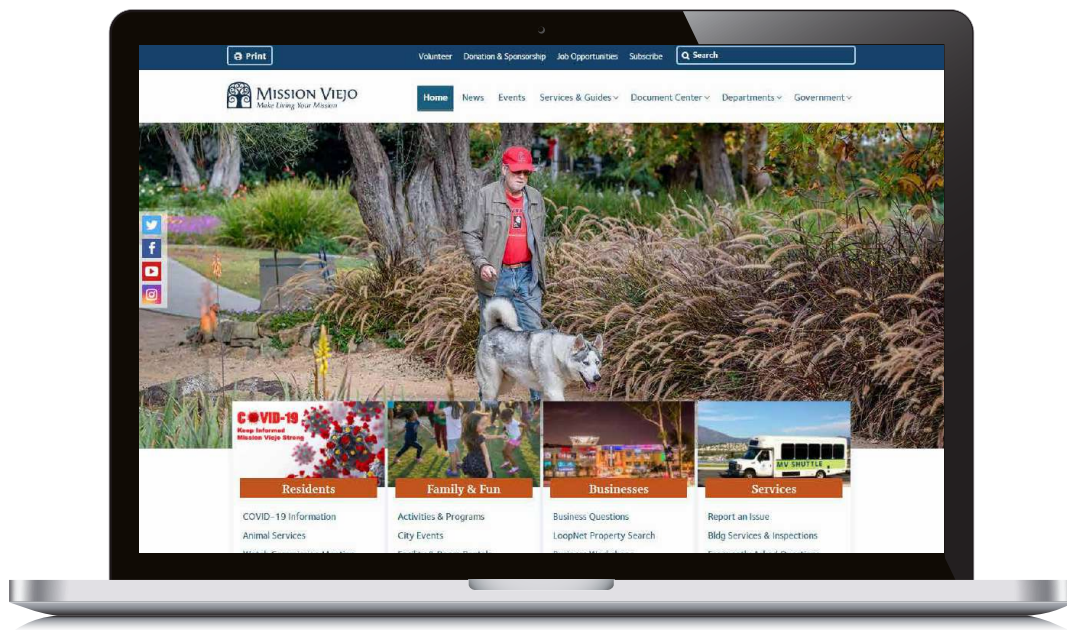 Print
Volunteer Donation & Sponsorship Job Opportunities Subscribe Search
MISSION VIEJO
Make Living Your Mission
Home News Events Services & Guides Document Center Departments Government
COVID-19
Keep Informed
Mission Viejo Strong
MV SHUTTLE
Residents Family & Fun Businesses Services
COVID-19 Information Activities & Programs Business Questions Report an Issue
Animal Services City Events LoopNet Property Search Bldg Services & Inspections